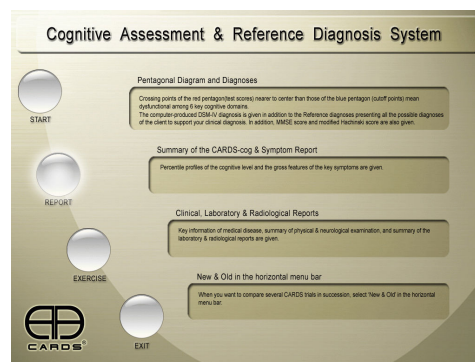 Cognitive Assessment & Reference Diagnosis System
START
Pentagonal Diagram and Diagnoses
Crossing points of the red pentagon(test scores) nearer to center than those of the blue pentagon (cutoff points) mean
dysfunctional among 6 key cognitive domains.
The computer-produced DSM-IV diagnosis is given in addition to the Reference diagnoses presenting all the possible diagnoses
of the client to support your clinical diagnosis. In addition, MMSE score and modified Hachinski score are also given.
REPORT
Summary of the CARDS-cog & Symptom Report
Percentile profiles of the cognitive level and the gross features of the key symptoms are given.
EXERCISE
Clinical, Laboratory & Radiological Reports
Key information of medical disease, summary of physical & neurological examination, and summary of the
laboratory & radiological reports are given.
EXIT
New & Old in the horizontal menu bar
When you want to compare several CARDS trials in succession, select 'New & Old' in the horizontal
menu bar.
CARDS®